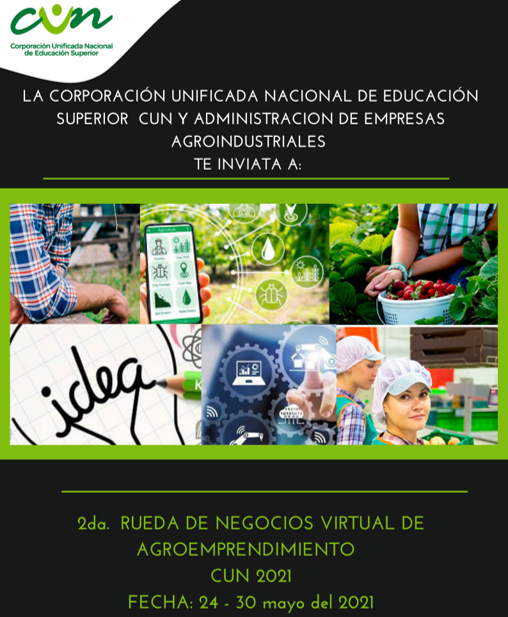 CUN
Corporación Unificada Nacional
de Educación Superior
LA CORPORACIÓN UNIFICADA NACIONAL DE EDUCACIÓN
SUPERIOR CUN Y ADMINISTRACION DE EMPRESAS
AGROINDUSTRIALES
TE INVIATA A:
idea
2da. RUEDA DE NEGOCIOS VIRTUAL DE
AGROEMPRENDIMIENTO
CUN 2021
FECHA: 24 - 30 mayo del 2021